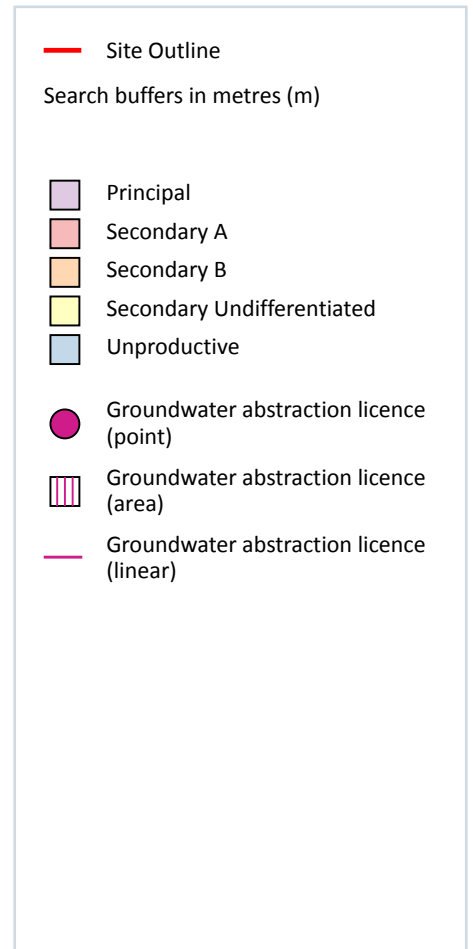 Site Outline
Search buffers in metres (m)
Principal
Secondary A
Secondary B
Secondary Undifferentiated
Unproductive
Groundwater abstraction licence
(point)
Groundwater abstraction licence
(area)
Groundwater abstraction licence
(linear)